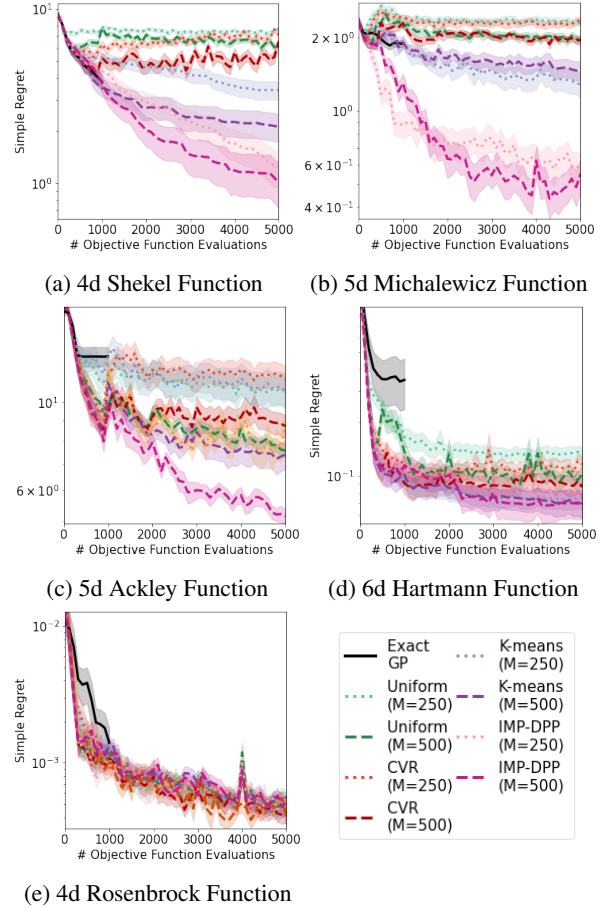 10¹
10⁰
Simple Regret
0 1000 2000 3000 4000 5000
# Objective Function Evaluations
(a) 4d Shekel Function
2 × 10⁰
10⁰
6 × 10⁻¹
4 × 10⁻¹
Simple Regret
0 1000 2000 3000 4000 5000
# Objective Function Evaluations
(b) 5d Michalewicz Function
10¹
6 × 10⁰
Simple Regret
0 1000 2000 3000 4000 5000
# Objective Function Evaluations
(c) 5d Ackley Function
10⁻¹
Simple Regret
0 1000 2000 3000 4000 5000
# Objective Function Evaluations
(d) 6d Hartmann Function
10⁻²
10⁻³
Simple Regret
0 1000 2000 3000 4000 5000
# Objective Function Evaluations
(e) 4d Rosenbrock Function
Exact
GP
Uniform
(M=250)
Uniform
(M=500)
CVR
(M=250)
CVR
(M=500)
K-means
(M=250)
K-means
(M=500)
IMP-DPP
(M=250)
IMP-DPP
(M=500)